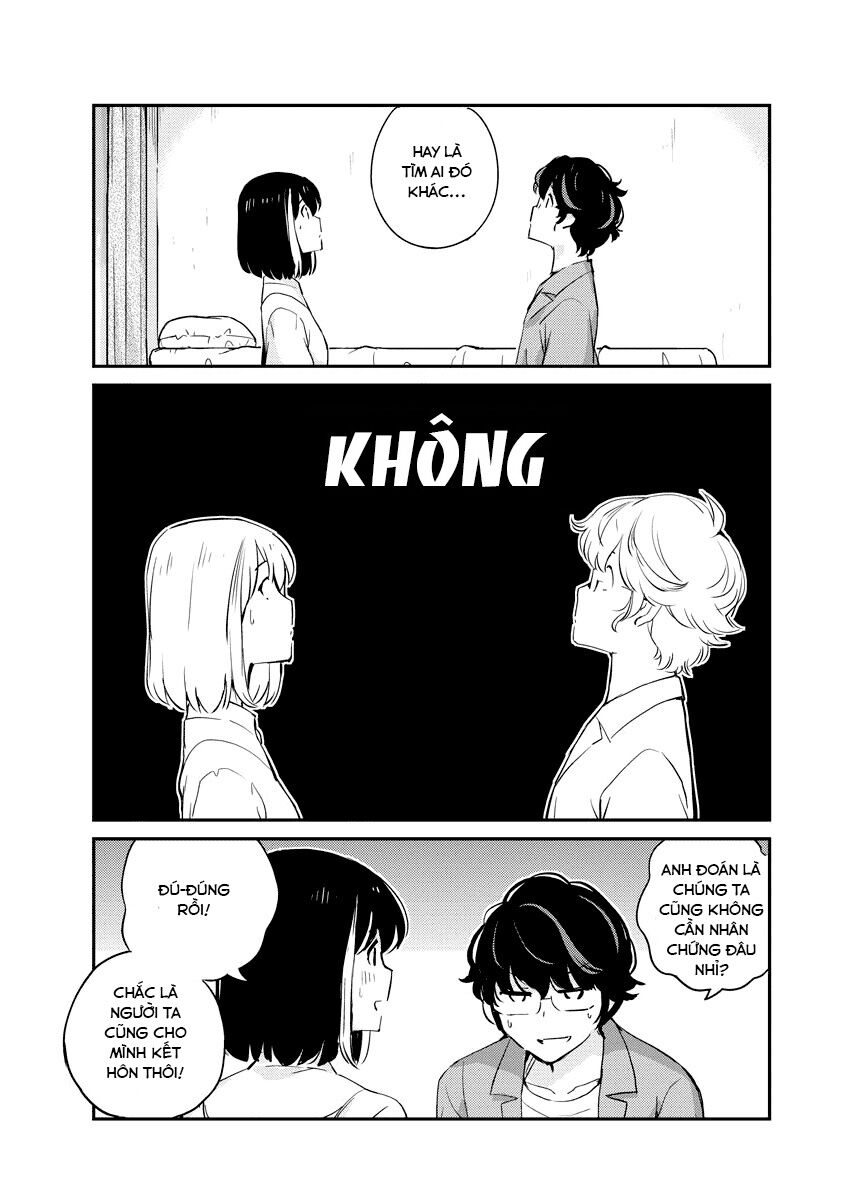 HAY LÀ
TÌM AI ĐÓ
KHÁC...
KHÔNG
ANH ĐOÁN LÀ
CHÚNG TA
CŨNG KHÔNG
CẦN NHÂN
CHỨNG ĐÂU
NHỈ?
ĐÚ-ĐÚNG
RỒI!
CHẮC LÀ
NGƯỜI TA
CŨNG CHO
MÌNH KẾT
HÔN THÔI!